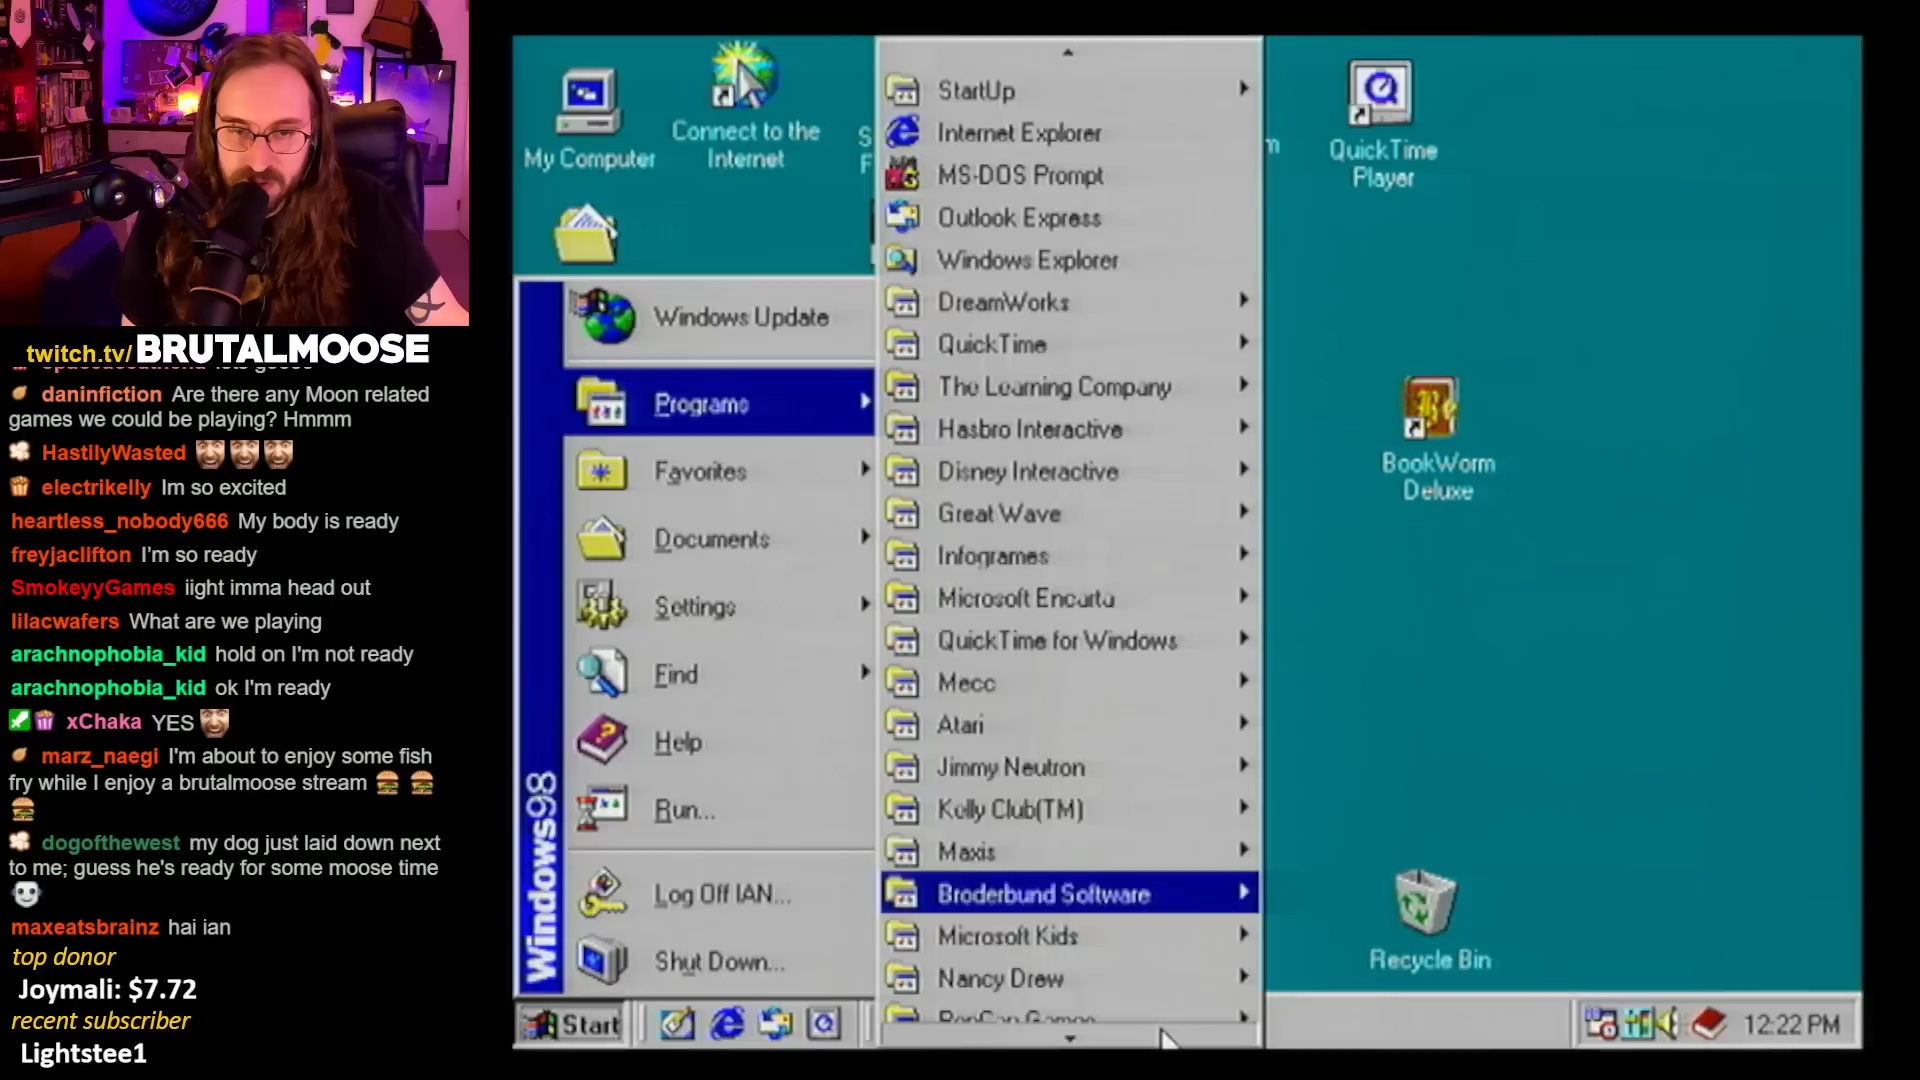 twitch.tv/BRUTALMOOSE
daninfiction Are there any Moon related
games we could be playing? Hmmm
HastilyWasted
electrikelly Im so excited
heartless_nobody666 My body is ready
freyjaclifton I'm so ready
SmokeyyGames iight imma head out
lilacwafers What are we playing
arachnophobia_kid hold on I'm not ready
arachnophobia_kid ok I'm ready
xChaka YES
marz_naegi I'm about to enjoy some fish
fry while I enjoy a brutalmoose stream
dogofthewest my dog just laid down next
to me; guess he's ready for some moose time
maxeatsbrainz hai ian
top donor
Joymali: $7.72
recent subscriber
Lightstee1
My Computer
Connect to the
Internet
QuickTime
Player
BookWorm
Deluxe
Recycle Bin
Windows98
Windows Update
Programs
Favorites
Documents
Settings
Find
Help
Run...
Log Off IAN...
Shut Down...
StartUp
Internet Explorer
MS-DOS Prompt
Outlook Express
Windows Explorer
DreamWorks
QuickTime
The Learning Company
Hasbro Interactive
Disney Interactive
Great Wave
Infogrames
Microsoft Encarta
QuickTime for Windows
Mecc
Atari
Jimmy Neutron
Kelly Club(TM)
Maxis
Broderbund Software
Microsoft Kids
Nancy Drew
PopCap Games
Start
12:22 PM